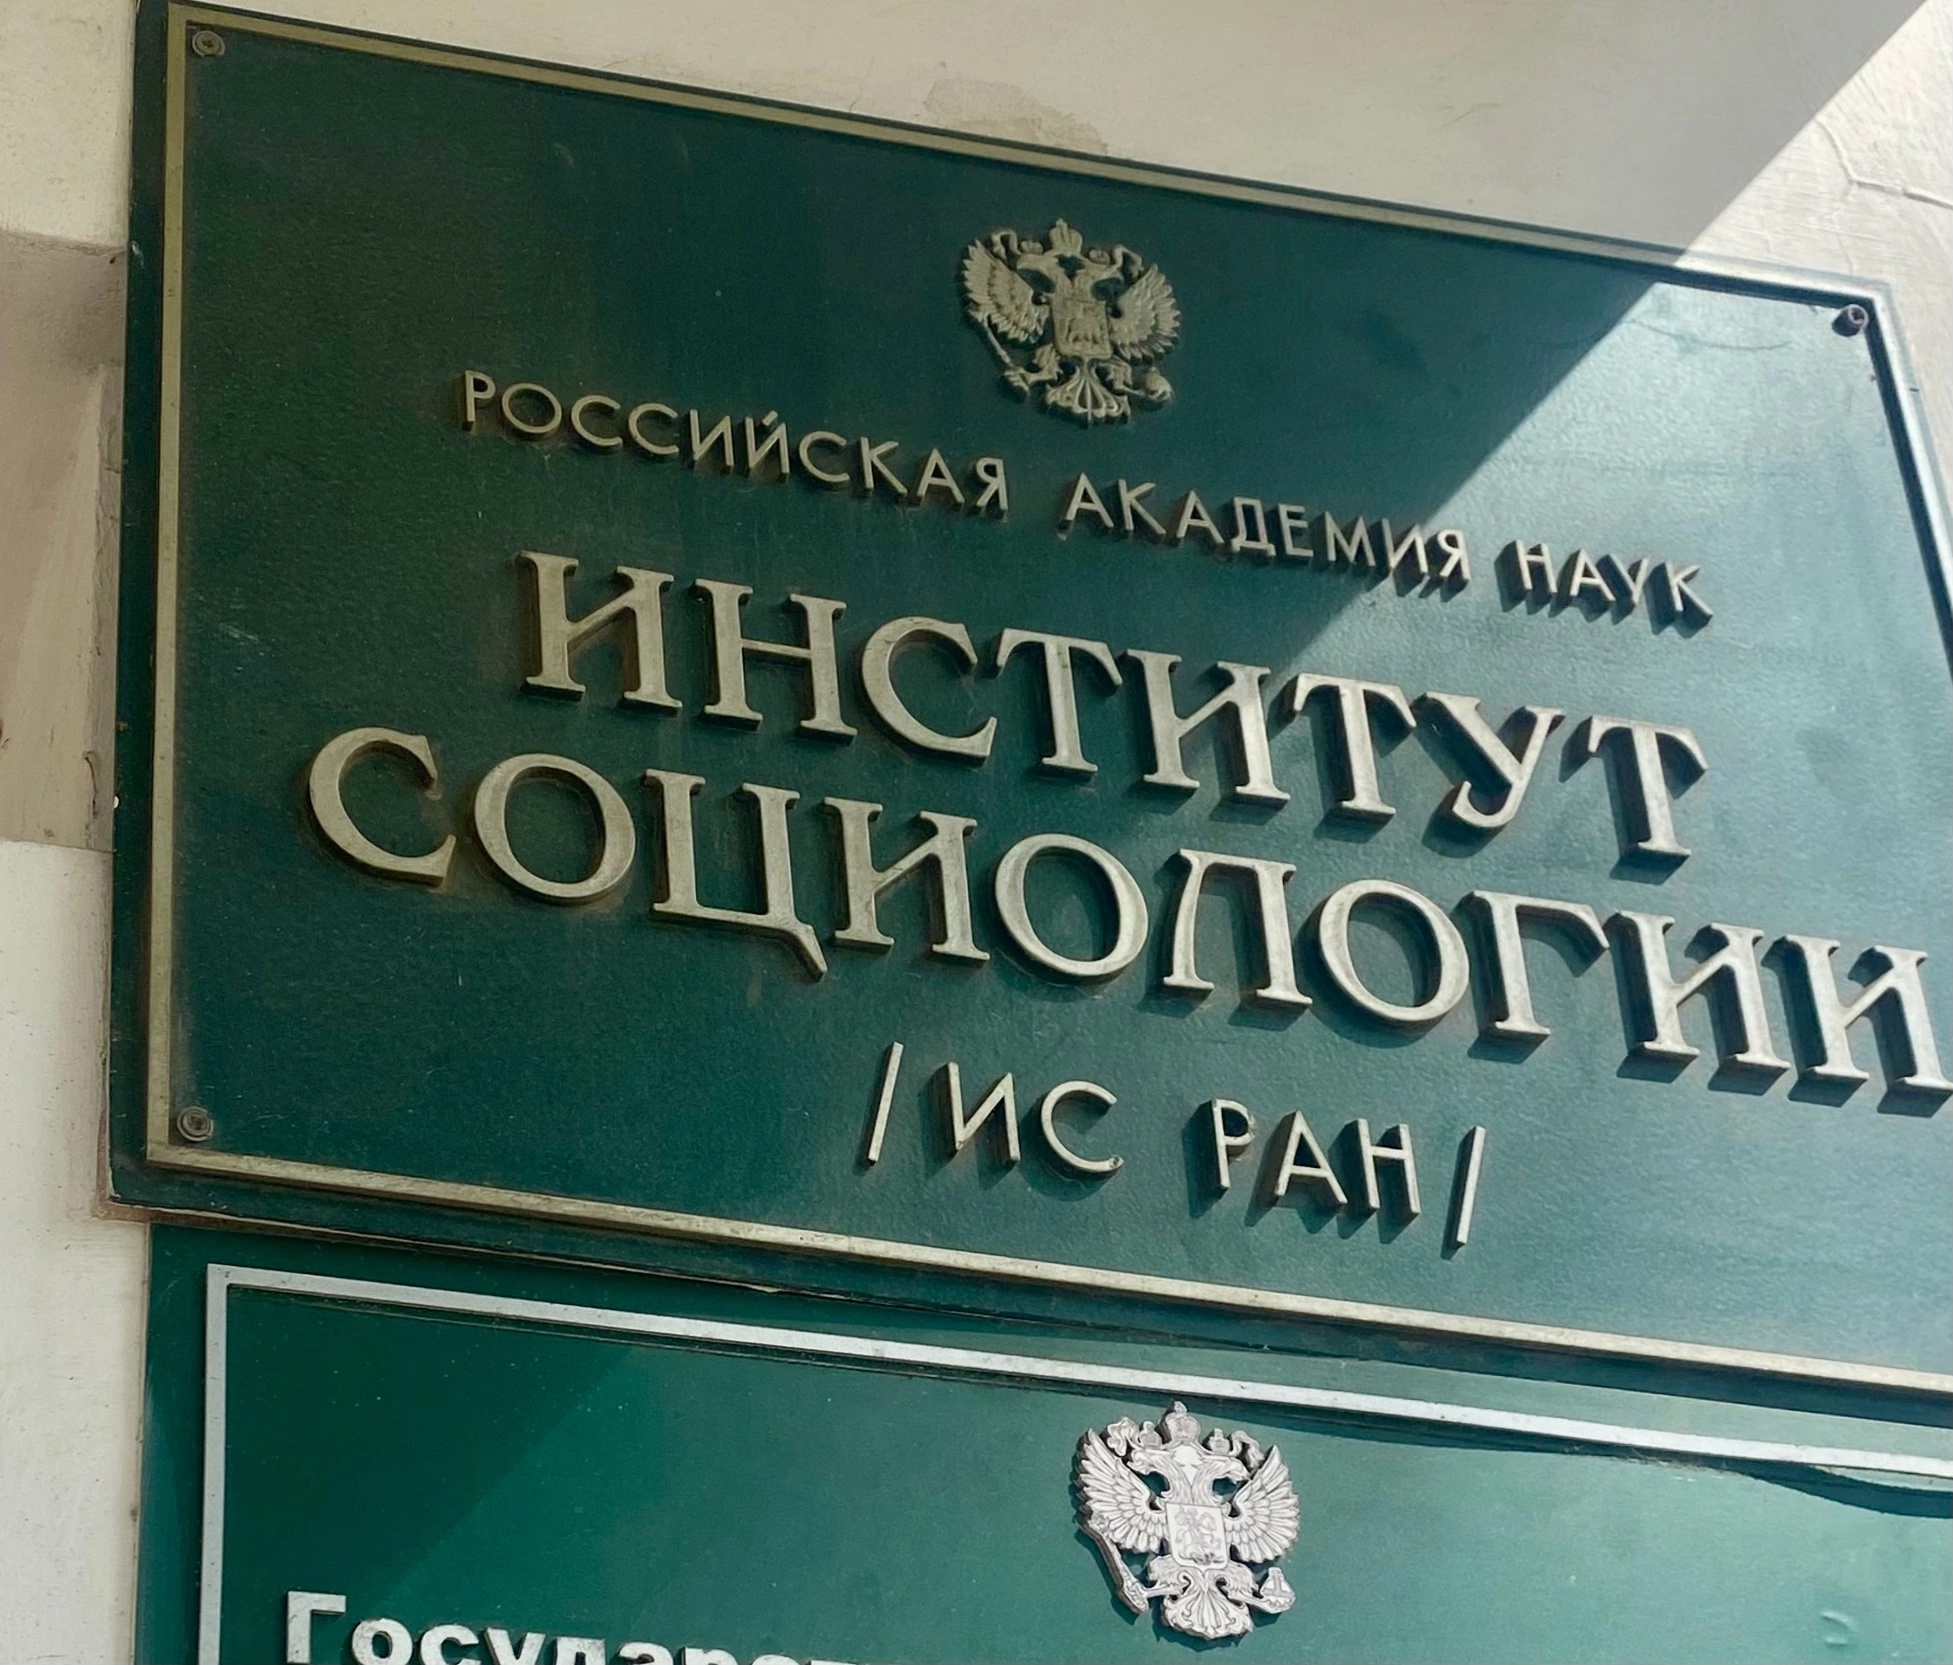 РОССИЙСКАЯ АКАДЕМИЯ НАУК
ИНСТИТУТ
СОЦИОЛОГИИ
/ИС РАН/